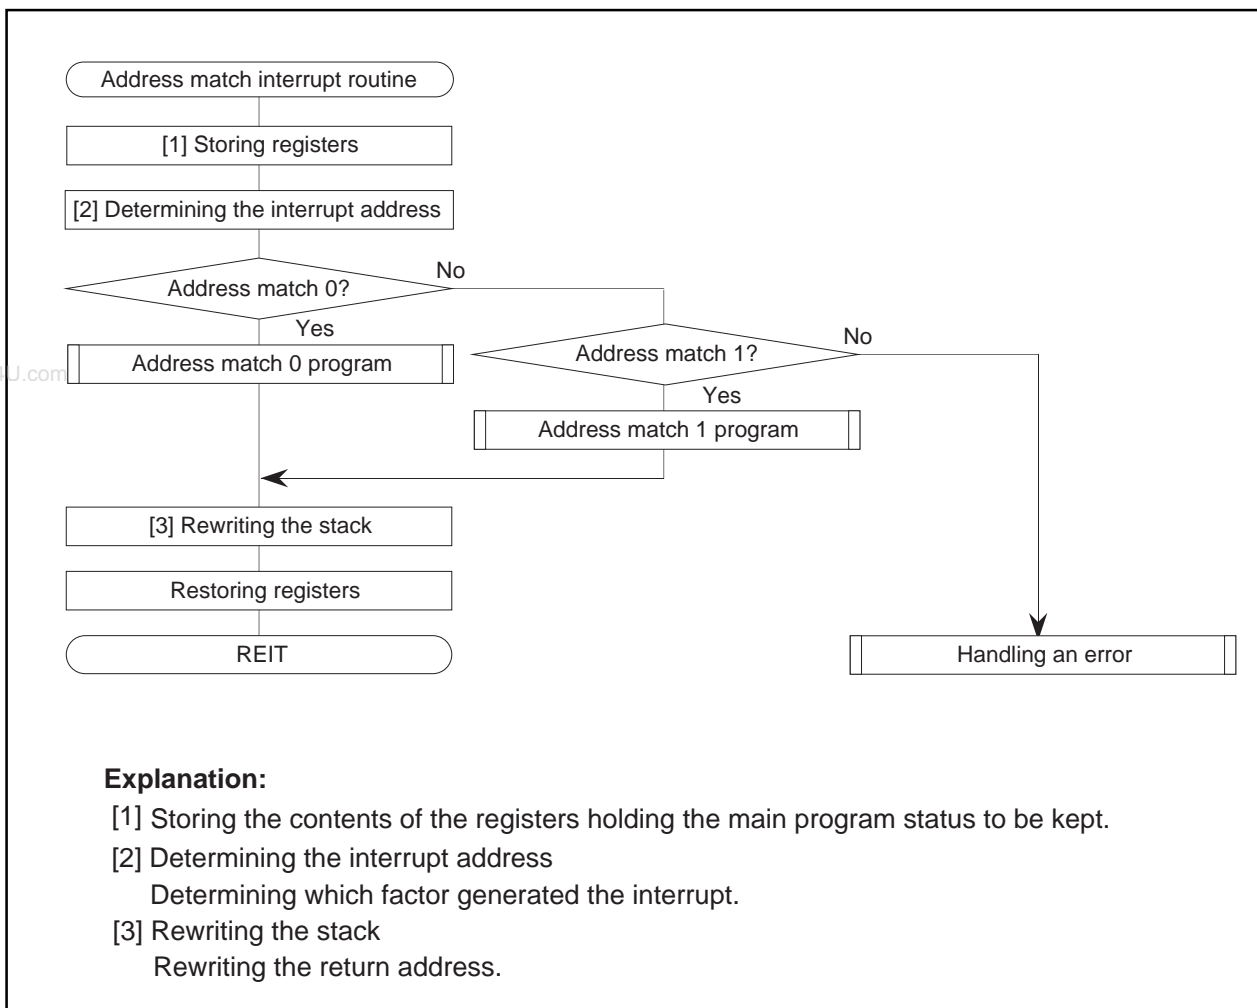 Address match interrupt routine
[1] Storing registers
[2] Determining the interrupt address
Address match 0?
No
Yes
Address match 0 program
Address match 1?
No
Yes
Address match 1 program
[3] Rewriting the stack
Restoring registers
REIT
Handling an error
U.com
Explanation:
[1] Storing the contents of the registers holding the main program status to be kept.
[2] Determining the interrupt address
Determining which factor generated the interrupt.
[3] Rewriting the stack
Rewriting the return address.